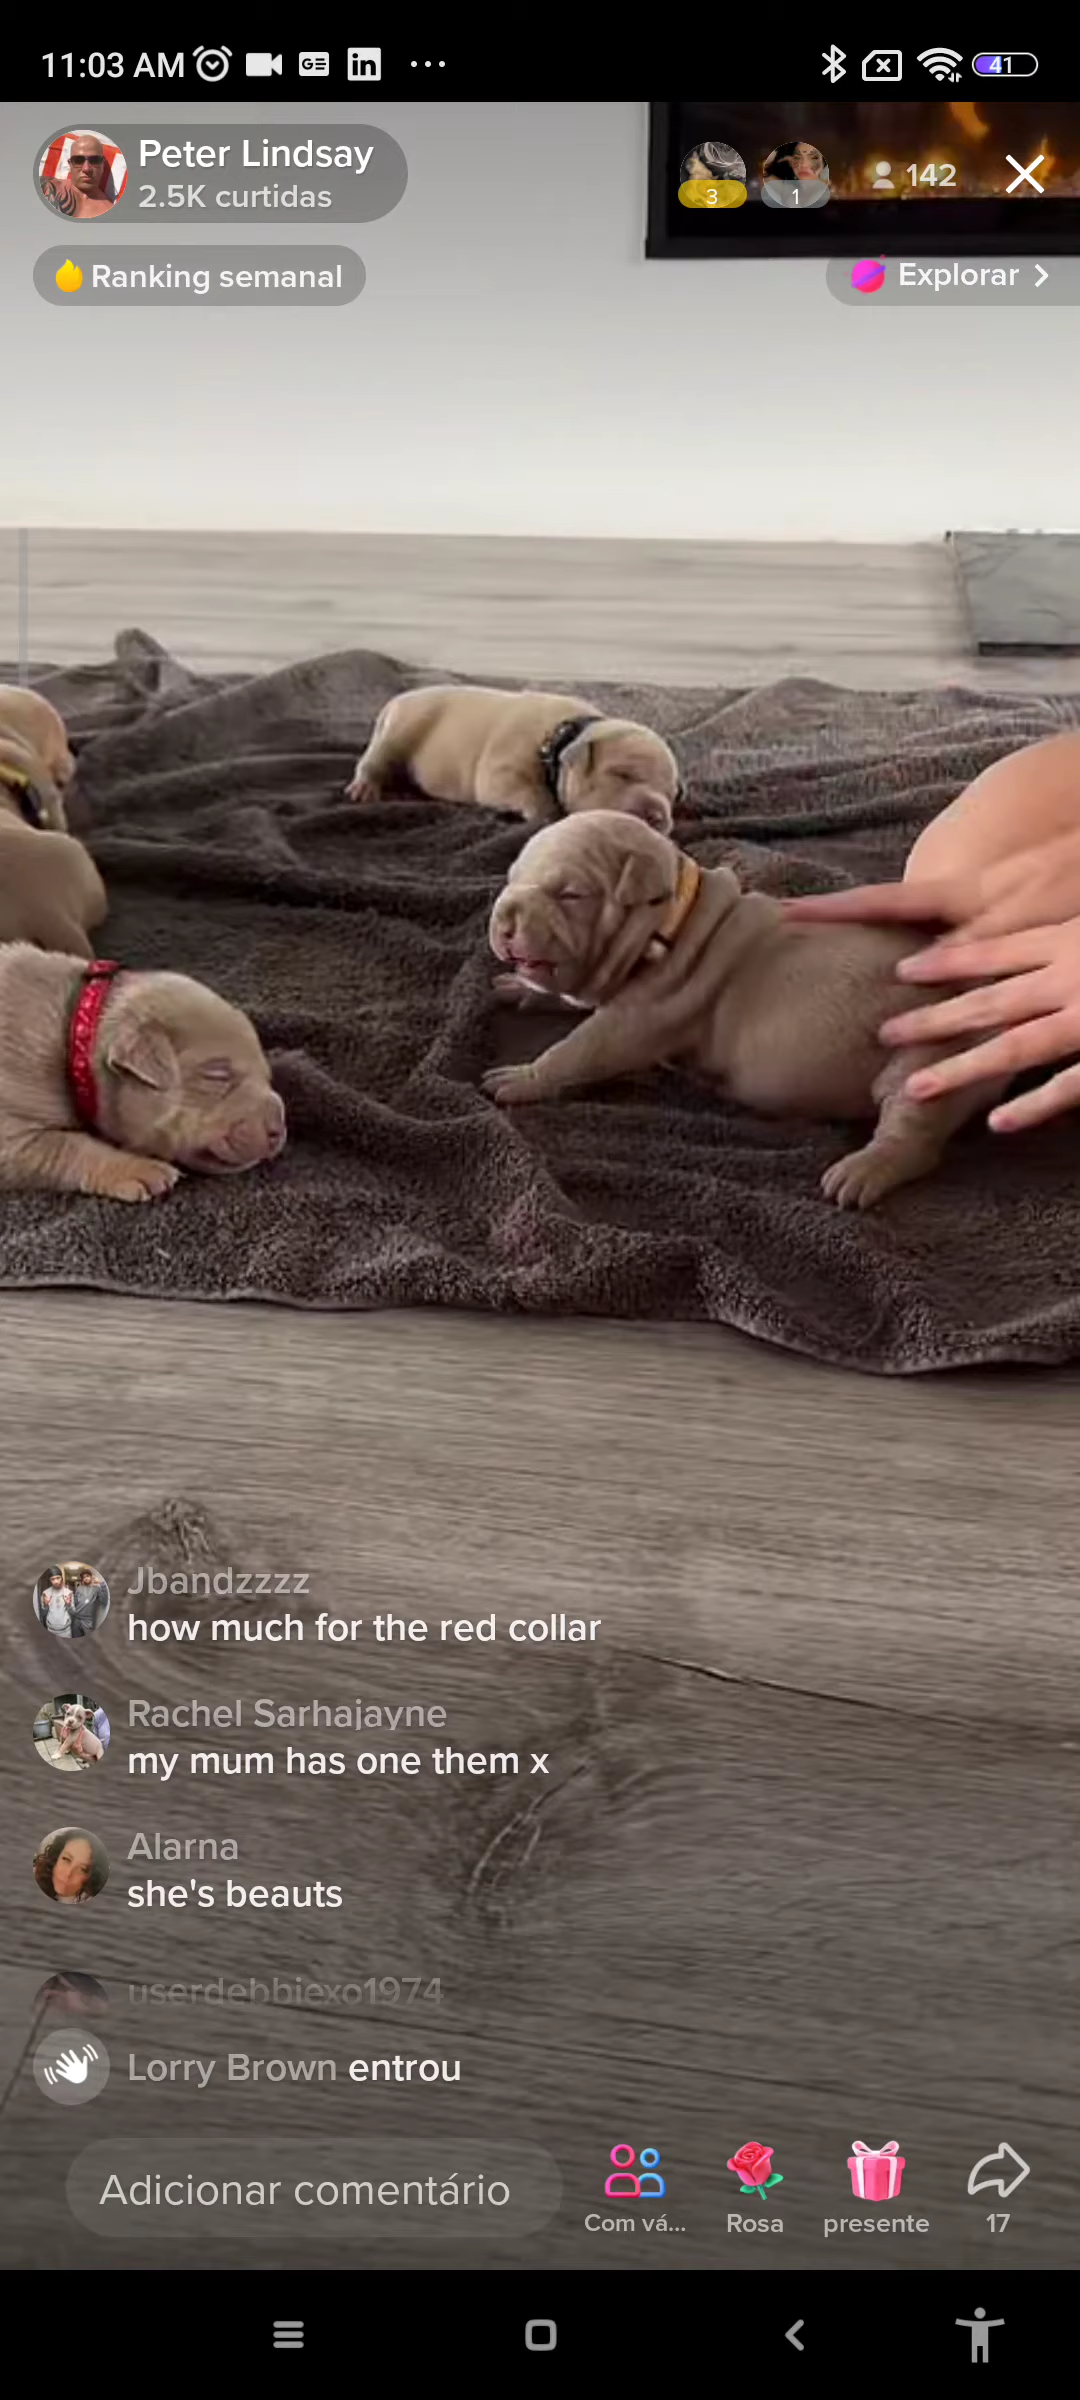 11:03 AM
41
Peter Lindsay
2.5K curtidas
3
1
142
Ranking semanal
Explorar
Jbandzzzz
how much for the red collar
Rachel Sarhajayne
my mum has one them x
Alarna
she's beauts
userdebbiexo1974
Lorry Brown entrou
Adicionar comentário
Com vá...
Rosa
presente
17